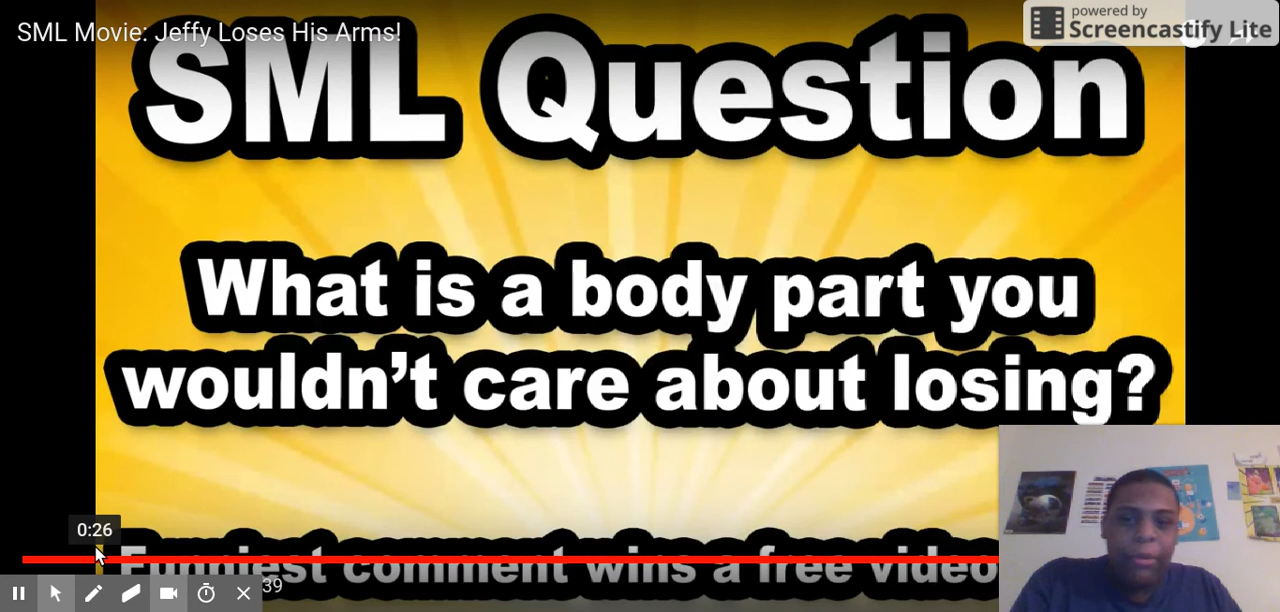 SML Movie: Jeffy Loses His Arms!
powered by
Screencastify Lite
SML Question
What is a body part you
wouldn't care about losing?
0:26
Funniest comment wins a free video
39